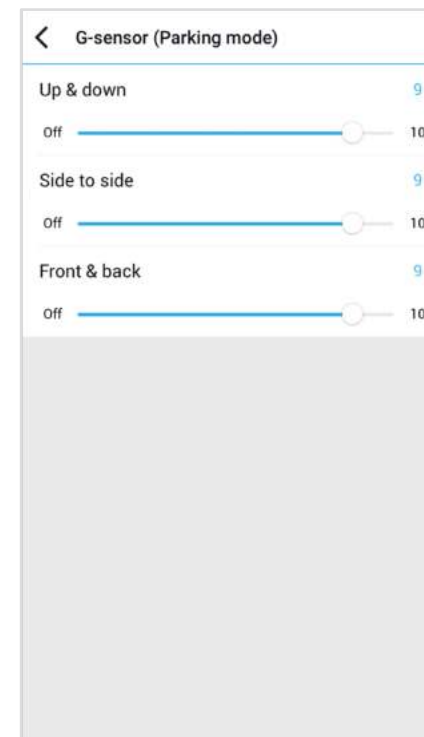 G-sensor (Parking mode)
Up & down 9
Off 10
Side to side 9
Off 10
Front & back 9
Off 10